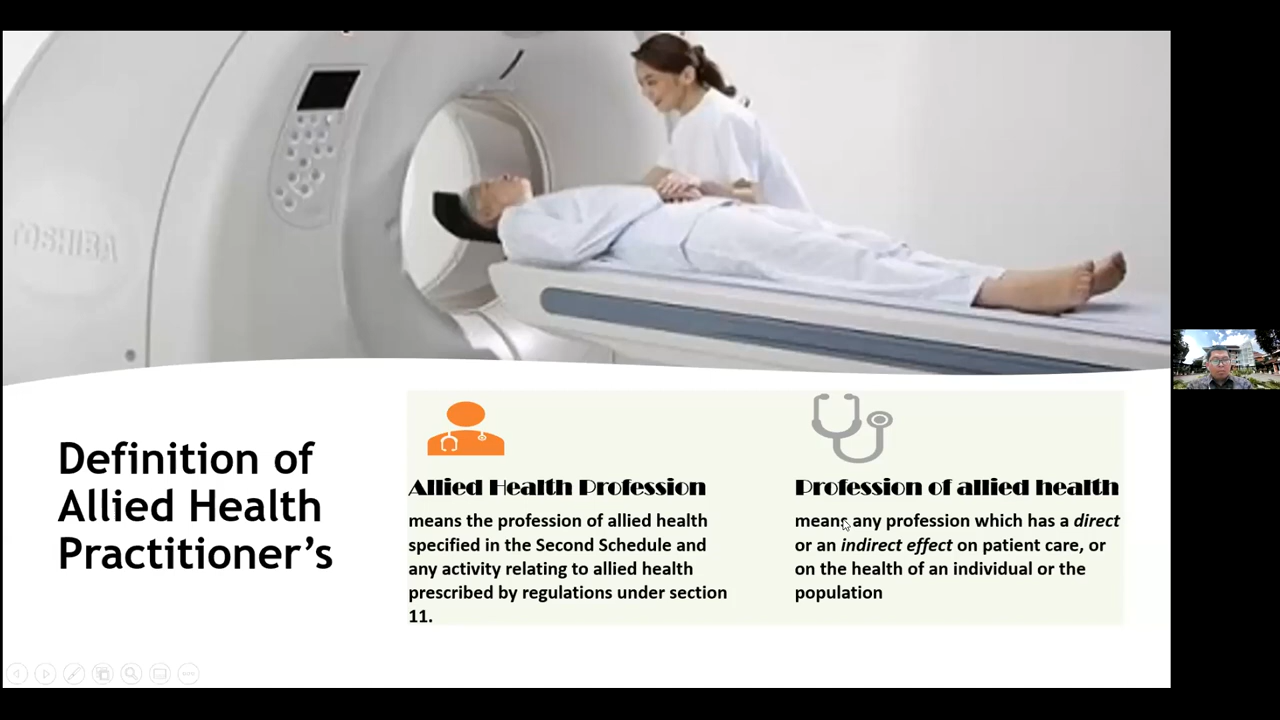 TOSHIBA
Definition of
Allied Health
Practitioner’s
Allied Health Profession
means the profession of allied health
specified in the Second Schedule and
any activity relating to allied health
prescribed by regulations under section
11.
Profession of allied health
means any profession which has a direct
or an indirect effect on patient care, or
on the health of an individual or the
population